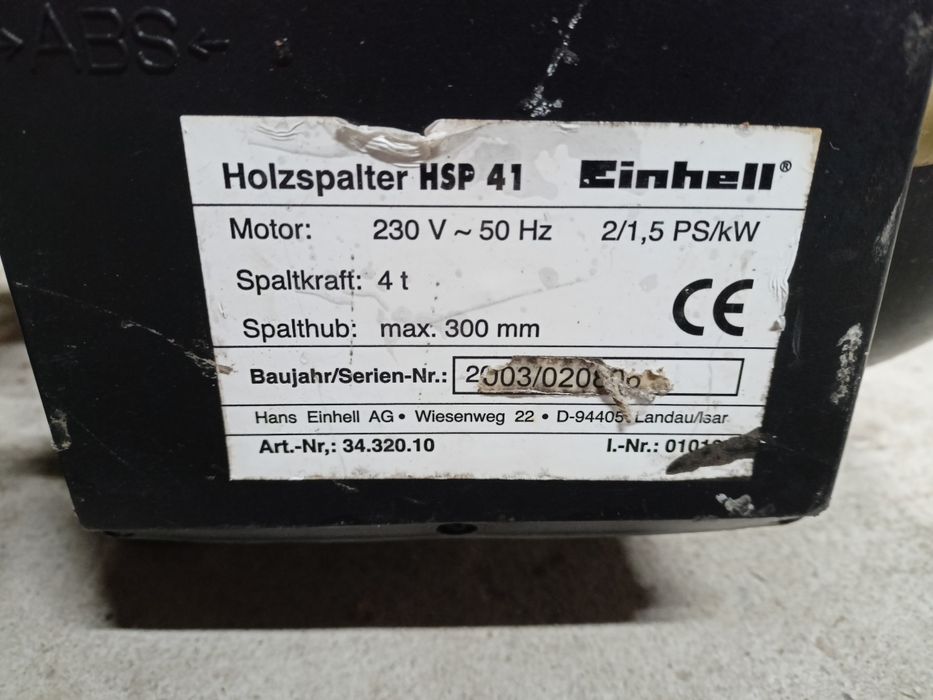 >ABS<
Holzspalter HSP 41 Einhell®
Motor: 230 V ~ 50 Hz 2/1,5 PS/kW
Spaltkraft: 4 t
CE
Spalthub: max. 300 mm
Baujahr/Serien-Nr.:
Hans Einhell AG • Wiesenweg 22 • D-94405 Landau/Isar
Art.-Nr,: 34.320.10 I.-Nr.: